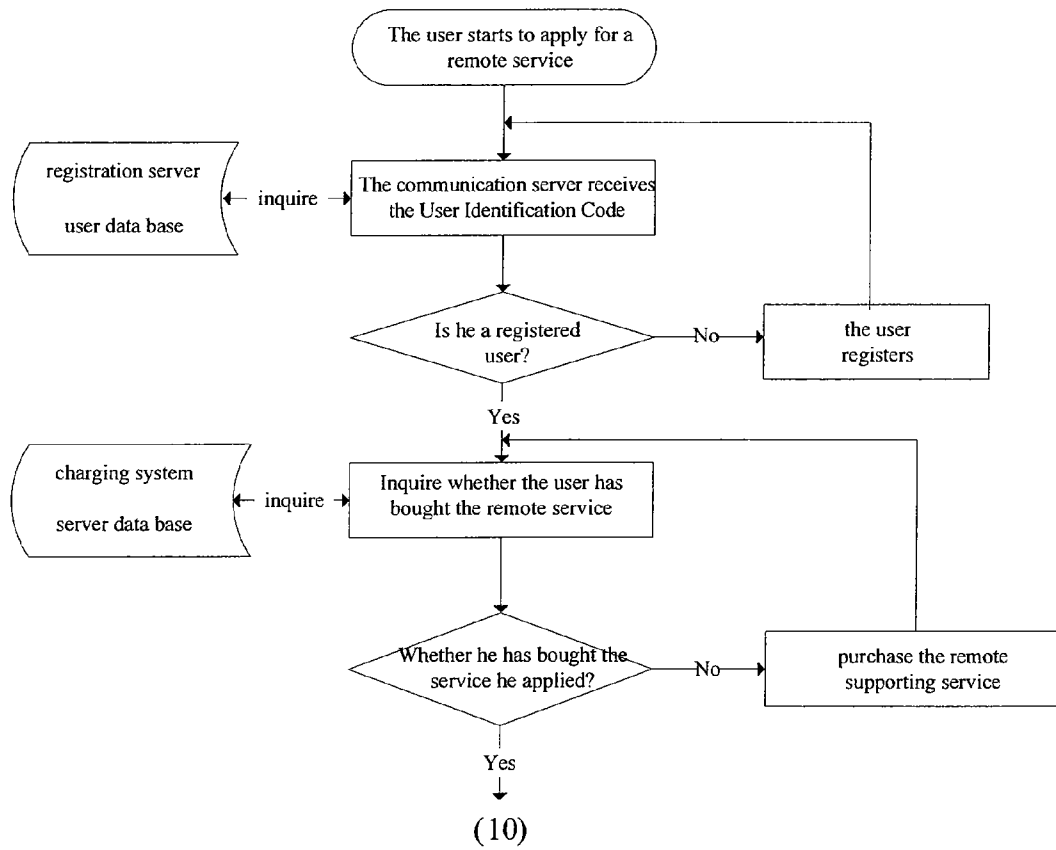 The user starts to apply for a
remote service
registration server
user data base
inquire
The communication server receives
the User Identification Code
Is he a registered
user?
No
the user
registers
Yes
charging system
server data base
inquire
Inquire whether the user has
bought the remote service
Whether he has bought the
service he applied?
No
purchase the remote
supporting service
Yes
(10)